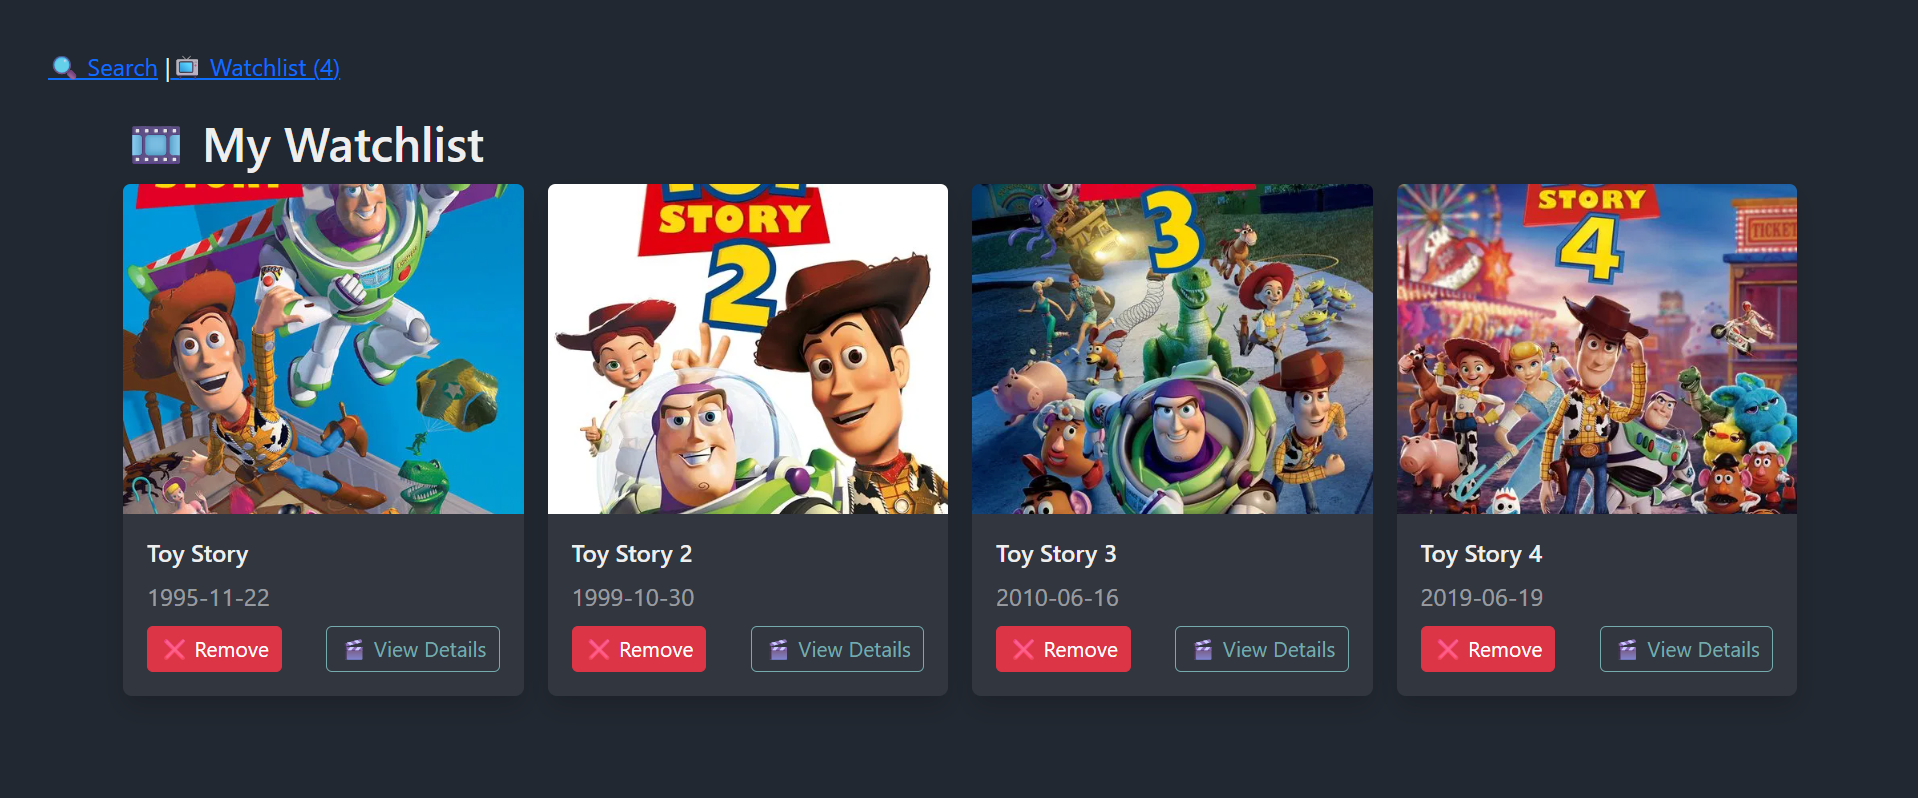 Search | Watchlist (4)
My Watchlist
STORY
STORY
2
3
STORY
4
TICKET
Toy Story
1995-11-22
Remove View Details
Toy Story 2
1999-10-30
Remove View Details
Toy Story 3
2010-06-16
Remove View Details
Toy Story 4
2019-06-19
Remove View Details